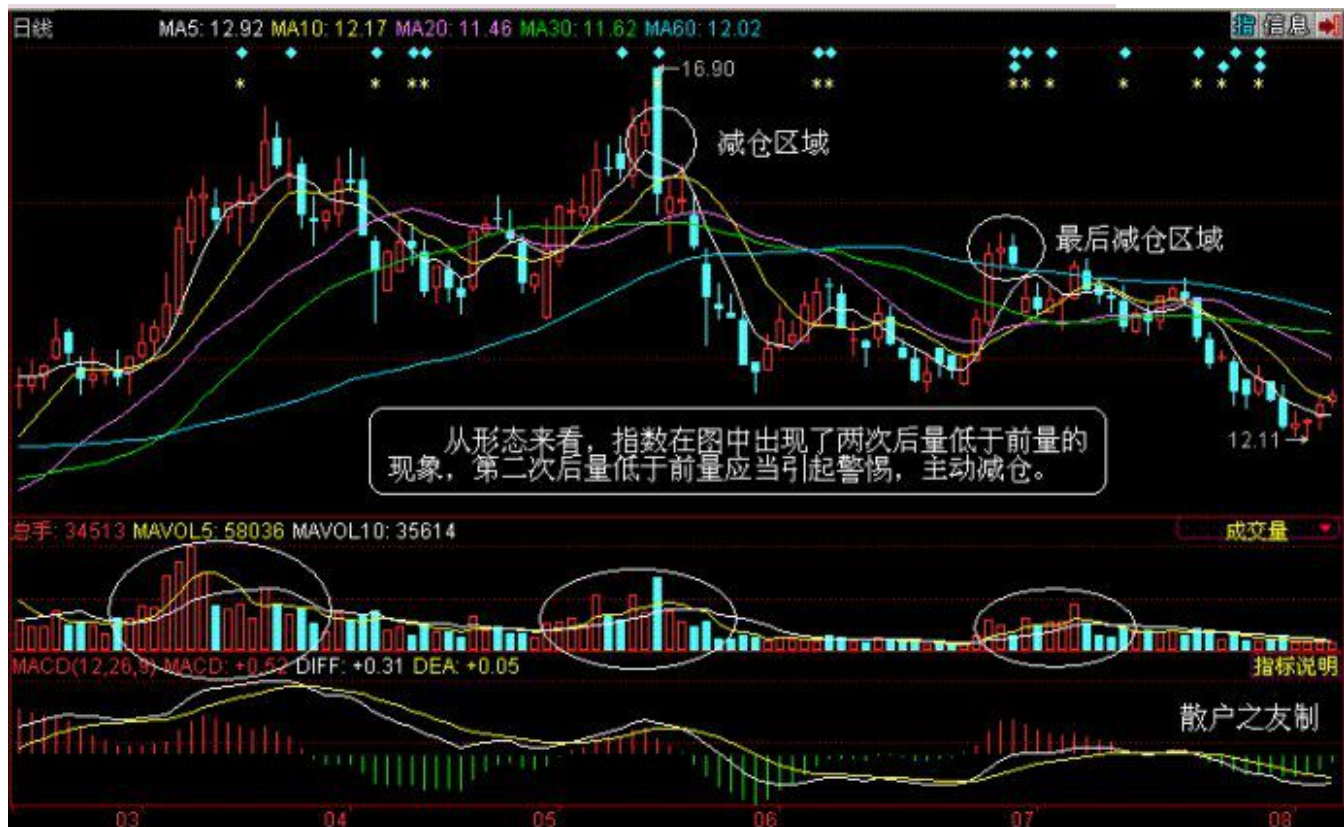 日线 MA5: 12.92 MA10: 12.17 MA20: 11.46 MA30: 11.62 MA60: 12.02 指 信息
16.90
减仓区域
最后减仓区域
从形态来看，指数在图中出现了两次后量低于前量的
现象，第二次后量低于前量应当引起警惕，主动减仓。
12.11
总手: 34513 MAVOL5: 58036 MAVOL10: 35614 成交量
MACD(12,26,9) MACD: +0.52 DIFF: +0.31 DEA: +0.05 指标说明
散户之友制
03 04 05 06 07 08